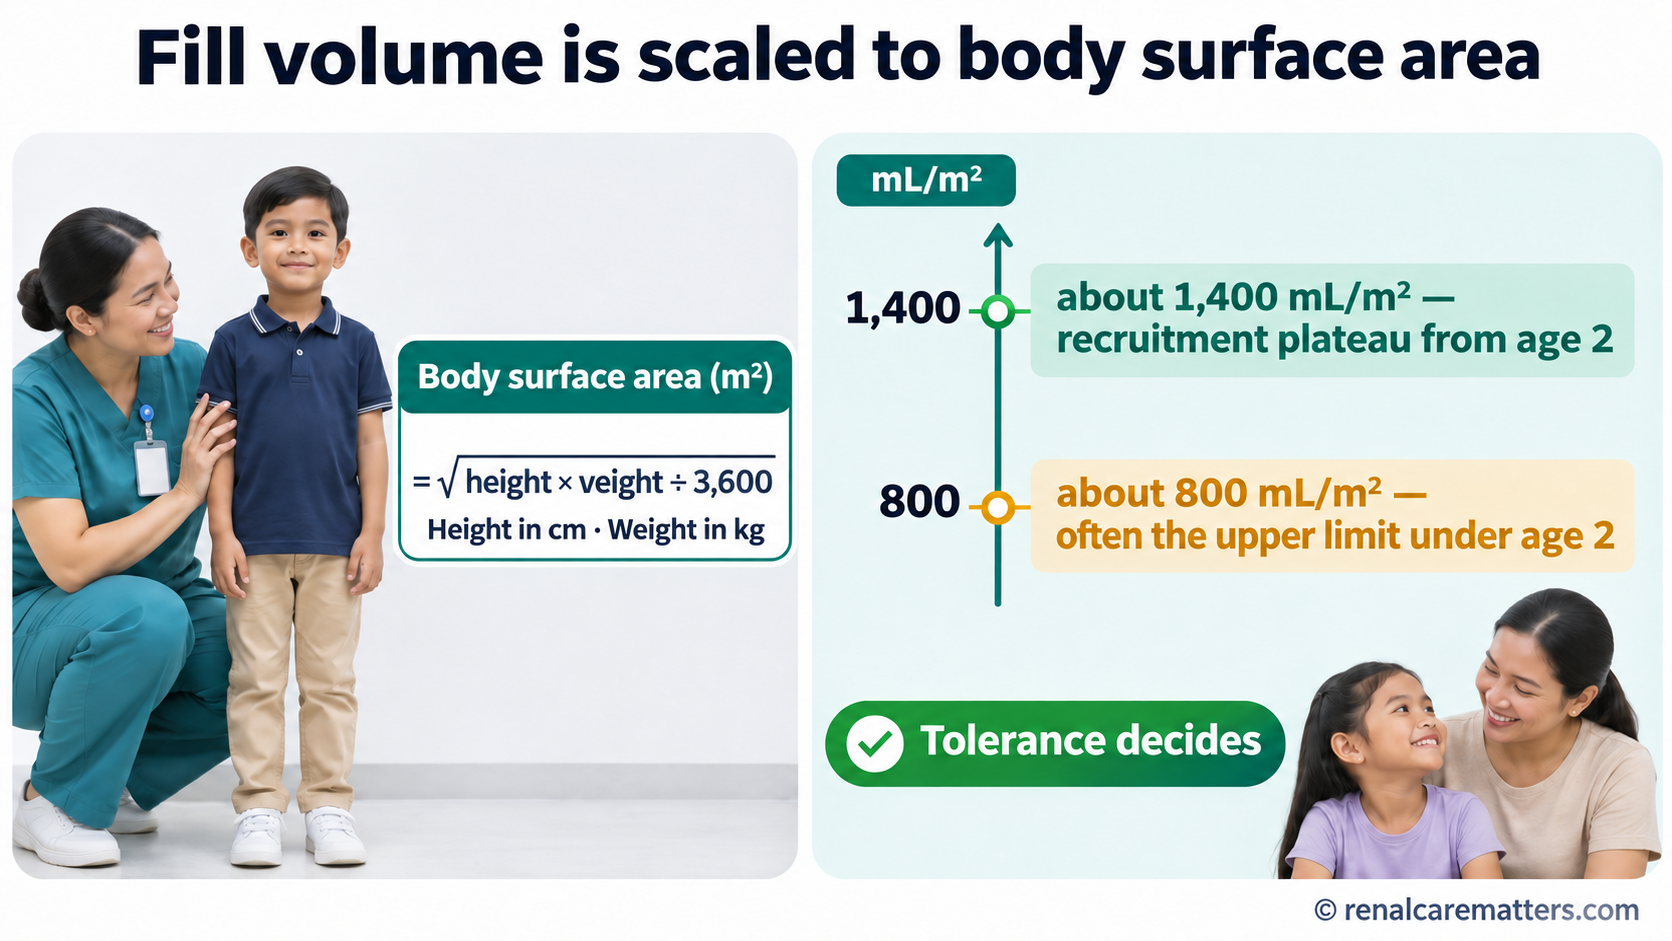 Fill volume is scaled to body surface area
Body surface area (m²)
= √ height × veight ÷ 3,600
Height in cm · Weight in kg
mL/m²
1,400
about 1,400 mL/m² —
recruitment plateau from age 2
800
about 800 mL/m² —
often the upper limit under age 2
Tolerance decides
© renalcarematters.com